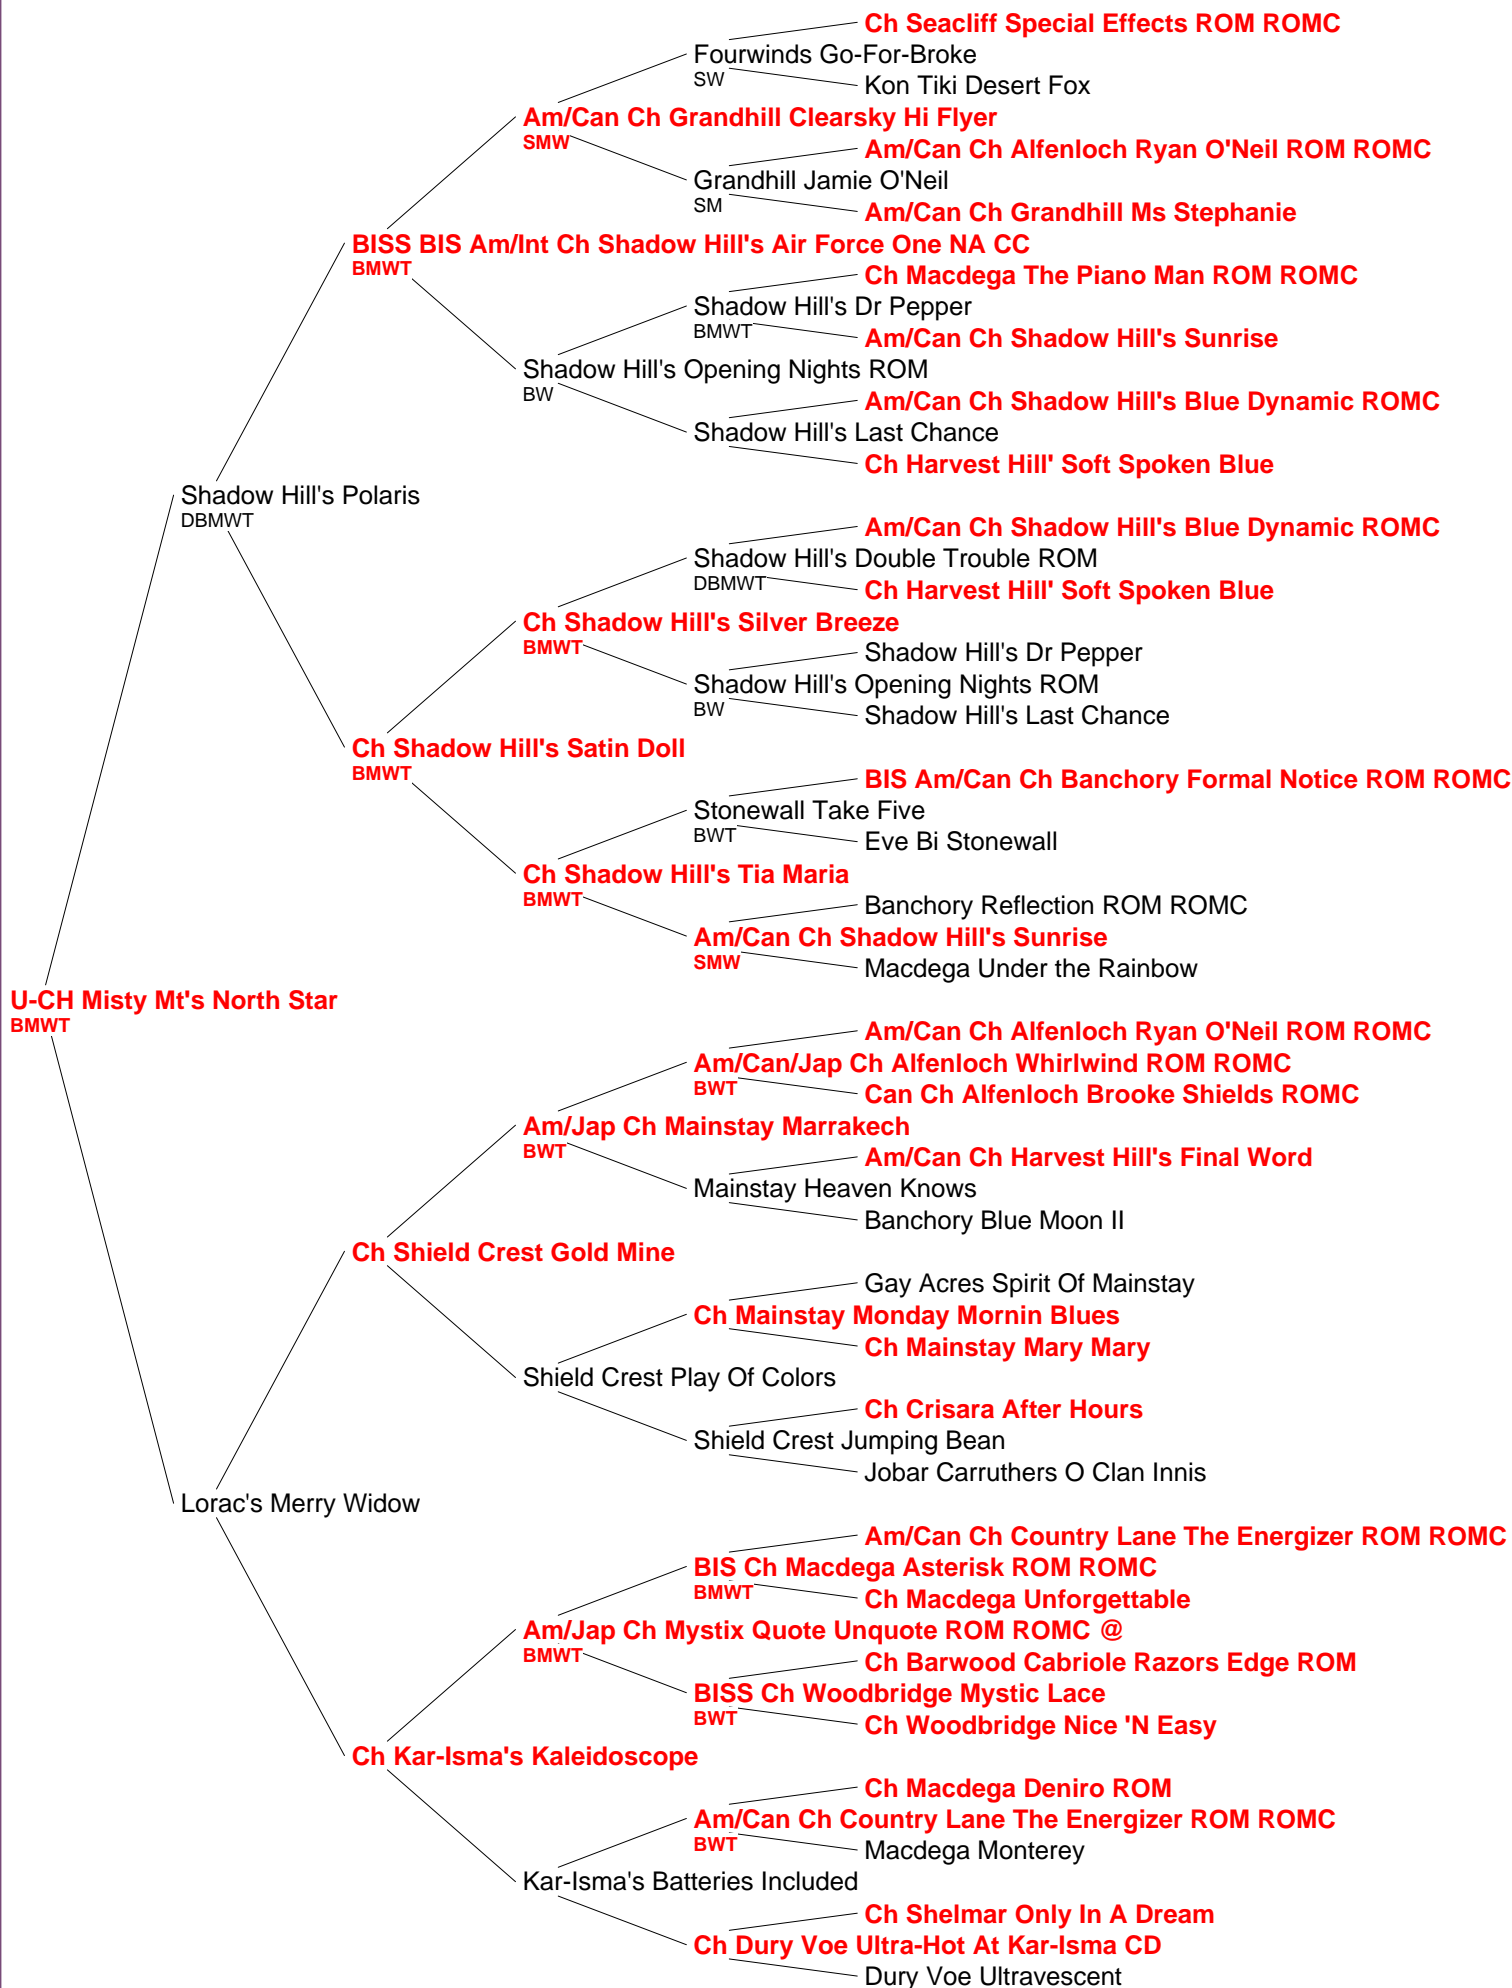 Ch Seacliff Special Effects ROM ROMC
Fourwinds Go-For-Broke
SW
Kon Tiki Desert Fox
Am/Can Ch Grandhill Clearsky Hi Flyer
SMW
Am/Can Ch Alfenloch Ryan O'Neil ROM ROMC
Grandhill Jamie O'Neil
SM
Am/Can Ch Grandhill Ms Stephanie
BISS BIS Am/Int Ch Shadow Hill's Air Force One NA CC
BMWT
Ch Macdega The Piano Man ROM ROMC
Shadow Hill's Dr Pepper
BMWT
Am/Can Ch Shadow Hill's Sunrise
Shadow Hill's Opening Nights ROM
BW
Am/Can Ch Shadow Hill's Blue Dynamic ROMC
Shadow Hill's Last Chance
Ch Harvest Hill' Soft Spoken Blue
Shadow Hill's Polaris
DBMWT
Am/Can Ch Shadow Hill's Blue Dynamic ROMC
Shadow Hill's Double Trouble ROM
DBMWT
Ch Harvest Hill' Soft Spoken Blue
Ch Shadow Hill's Silver Breeze
BMWT
Shadow Hill's Dr Pepper
Shadow Hill's Opening Nights ROM
BW
Shadow Hill's Last Chance
Ch Shadow Hill's Satin Doll
BMWT
BIS Am/Can Ch Banchory Formal Notice ROM ROMC
Stonewall Take Five
BWT
Eve Bi Stonewall
Ch Shadow Hill's Tia Maria
BMWT
Banchory Reflection ROM ROMC
Am/Can Ch Shadow Hill's Sunrise
SMW
Macdega Under the Rainbow
U-CH Misty Mt's North Star
BMWT
Am/Can Ch Alfenloch Ryan O'Neil ROM ROMC
Am/Can/Jap Ch Alfenloch Whirlwind ROM ROMC
BWT
Can Ch Alfenloch Brooke Shields ROMC
Am/Jap Ch Mainstay Marrakech
BWT
Am/Can Ch Harvest Hill's Final Word
Mainstay Heaven Knows
Banchory Blue Moon II
Ch Shield Crest Gold Mine
Gay Acres Spirit Of Mainstay
Ch Mainstay Monday Mornin Blues
Ch Mainstay Mary Mary
Shield Crest Play Of Colors
Ch Crisara After Hours
Shield Crest Jumping Bean
Jobar Carruthers O Clan Innis
Lorac's Merry Widow
Am/Can Ch Country Lane The Energizer ROM ROMC
BIS Ch Macdega Asterisk ROM ROMC
BMWT
Ch Macdega Unforgettable
Am/Jap Ch Mystix Quote Unquote ROM ROMC @
BMWT
Ch Barwood Cabriole Razors Edge ROM
BISS Ch Woodbridge Mystic Lace
BWT
Ch Woodbridge Nice 'N Easy
Ch Kar-Isma's Kaleidoscope
Ch Macdega Deniro ROM
Am/Can Ch Country Lane The Energizer ROM ROMC
BWT
Macdega Monterey
Kar-Isma's Batteries Included
Ch Shelmar Only In A Dream
Ch Dury Voe Ultra-Hot At Kar-Isma CD
Dury Voe Ultravescent